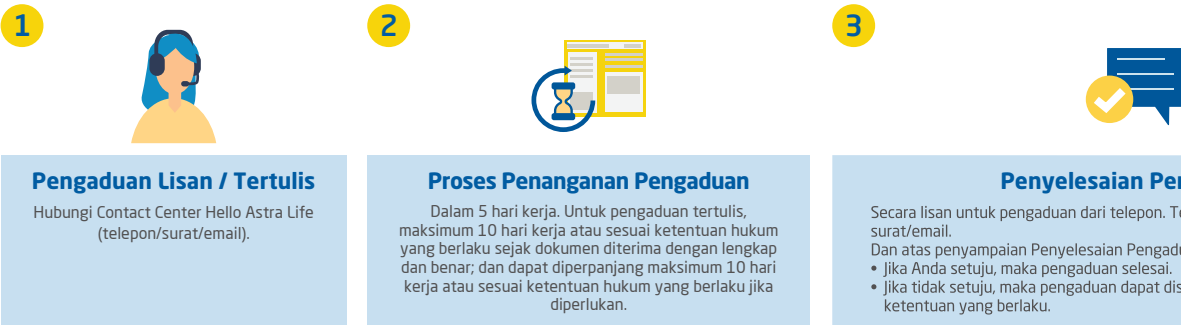 1
Pengaduan Lisan / Tertulis
Hubungi Contact Center Hello Astra Life
(telepon/surat/email).
2
Proses Penanganan Pengaduan
Dalam 5 hari kerja. Untuk pengaduan tertulis,
maksimum 10 hari kerja atau sesuai ketentuan hukum
yang berlaku sejak dokumen diterima dengan lengkap
dan benar; dan dapat diperpanjang maksimum 10 hari
kerja atau sesuai ketentuan hukum yang berlaku jika
diperlukan.
3
Penyelesaian
Secara lisan untuk pengaduan dari telepon.
surat/email.
Dan atas penyampaian Penyelesaian
• Jika Anda setuju, maka pengaduan selesai.
• Jika tidak setuju, maka pengaduan dapat
ketentuan yang berlaku.